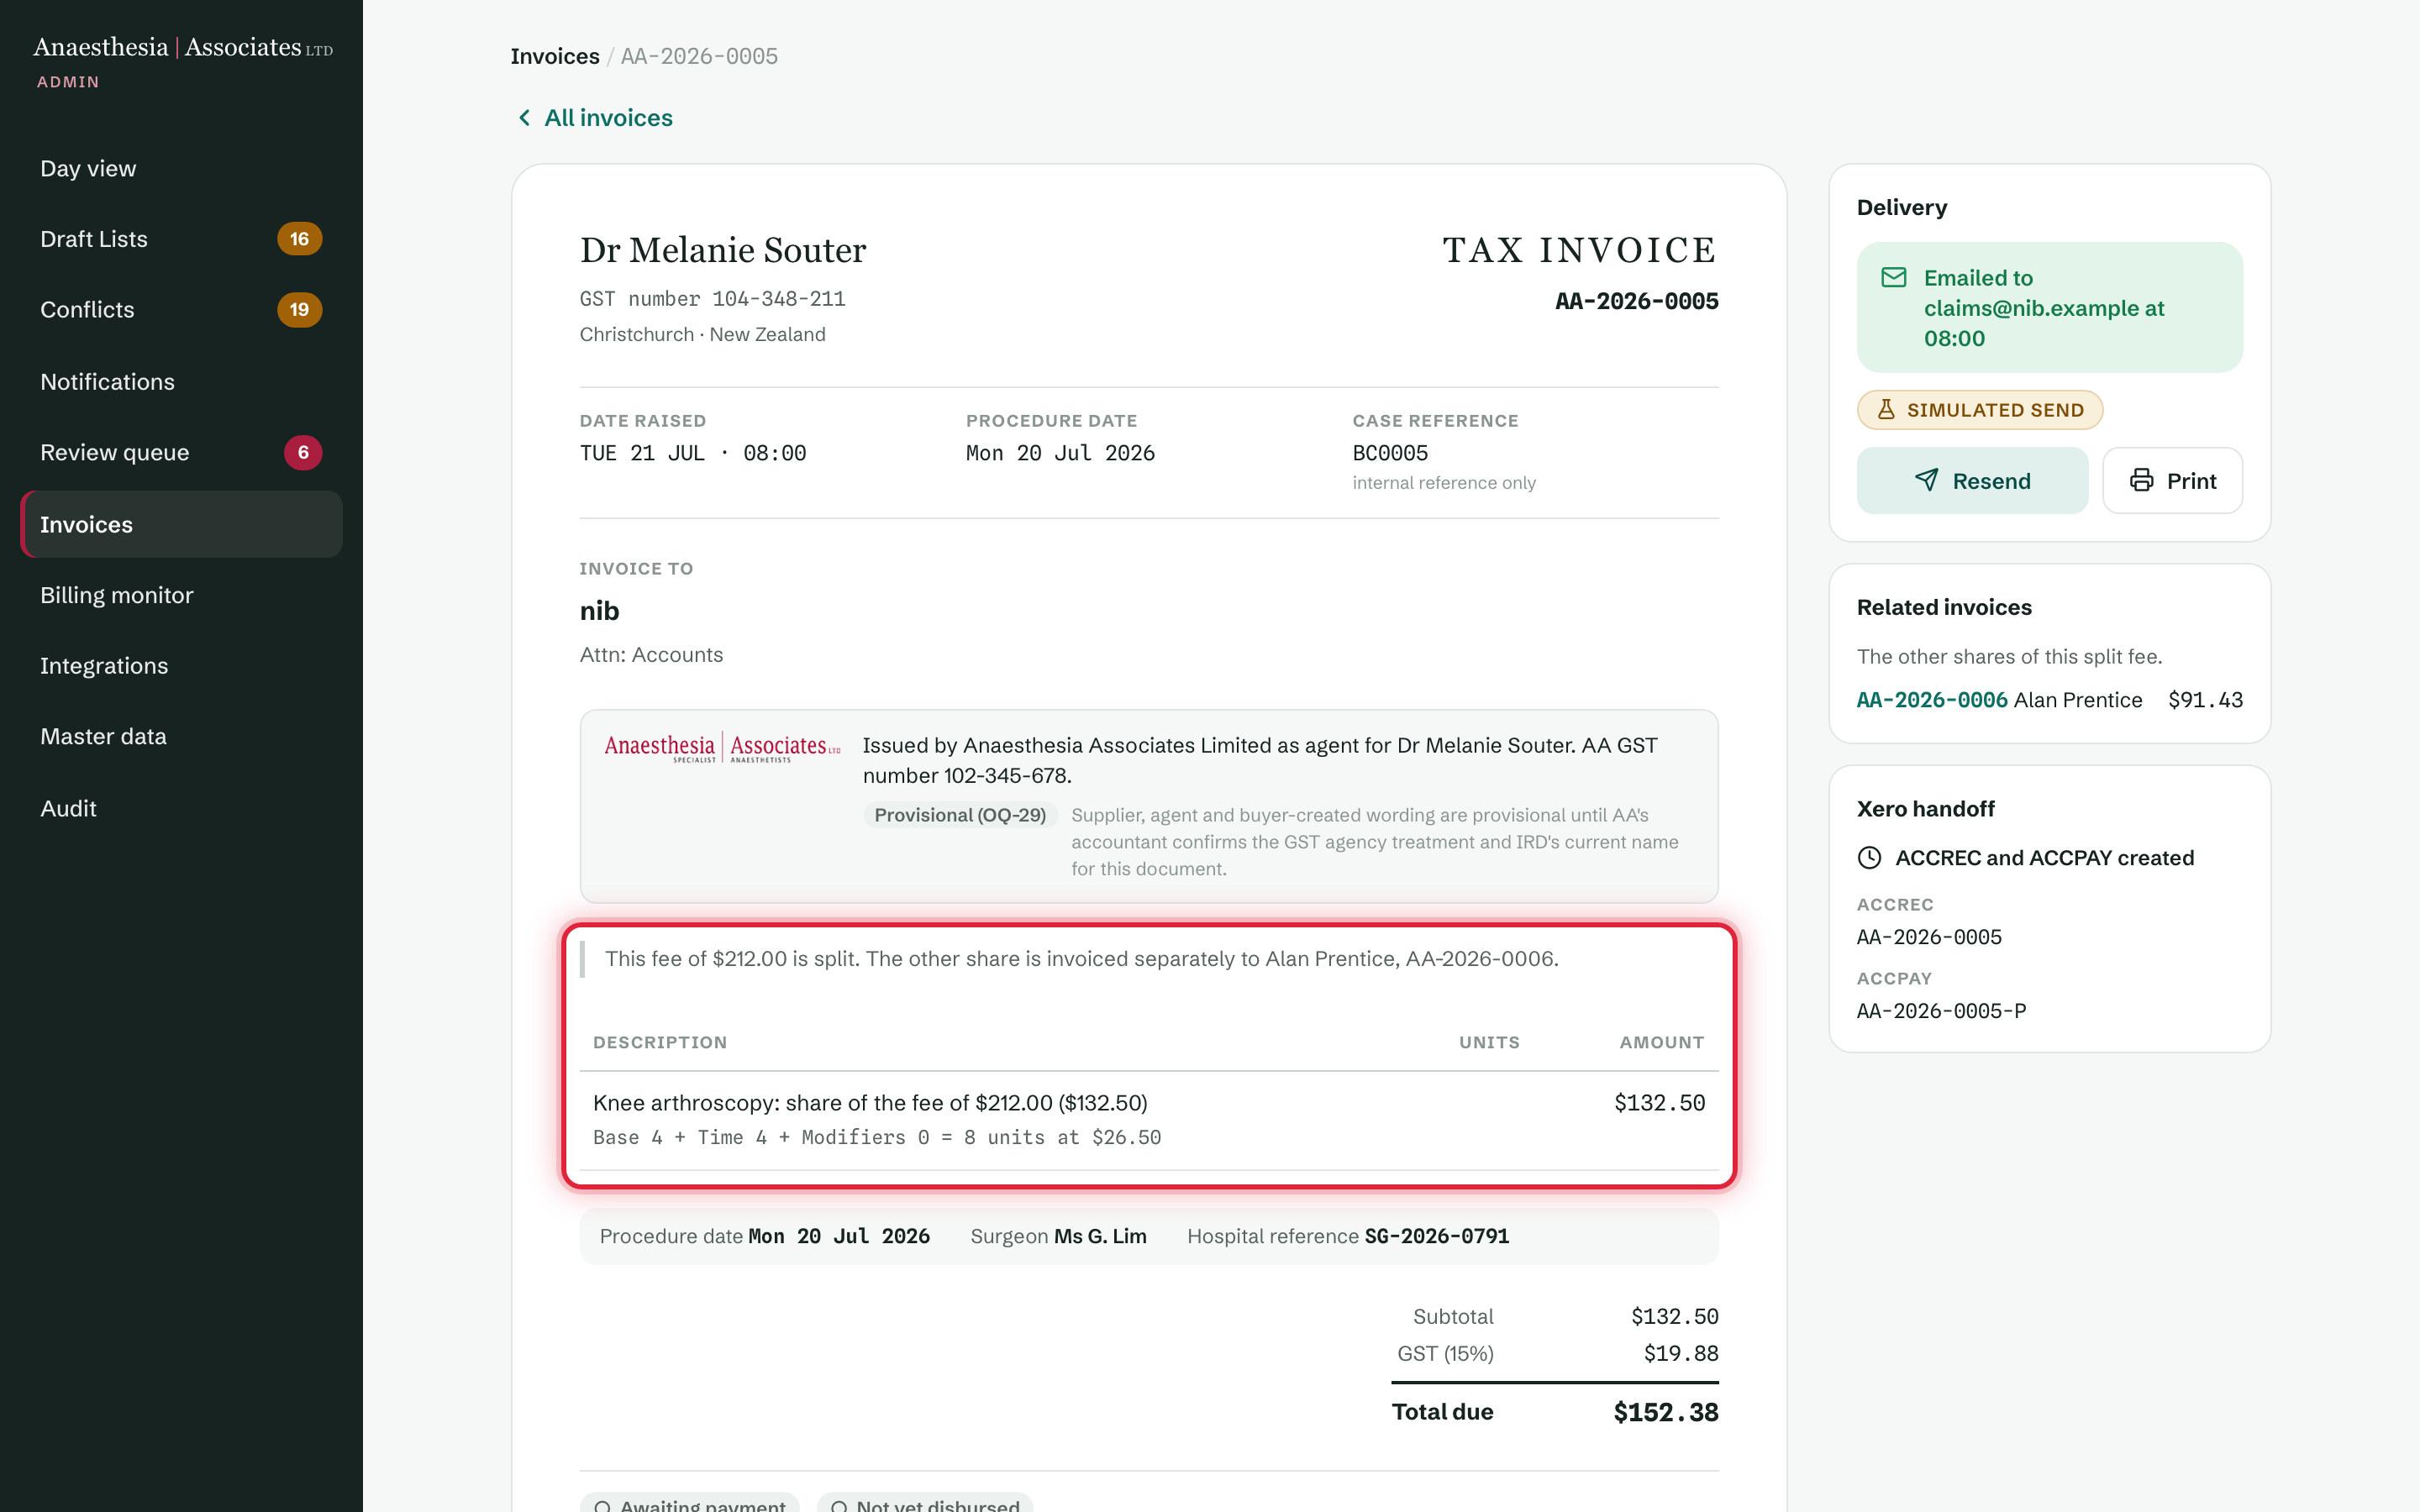 Anaesthesia | Associates LTD
ADMIN
Day view
Draft Lists 16
Conflicts 19
Notifications
Review queue 6
Invoices
Billing monitor
Integrations
Master data
Audit
Invoices / AA-2026-0005
All invoices
Dr Melanie Souter
GST number 104-348-211
Christchurch · New Zealand
TAX INVOICE
AA-2026-0005
DATE RAISED
TUE 21 JUL · 08:00
PROCEDURE DATE
Mon 20 Jul 2026
CASE REFERENCE
BC0005
internal reference only
INVOICE TO
nib
Attn: Accounts
Anaesthesia | Associates LTD
SPECIALIST | ANAESTHETISTS
Issued by Anaesthesia Associates Limited as agent for Dr Melanie Souter. AA GST
number 102-345-678.
Provisional (OQ-29)
Supplier, agent and buyer-created wording are provisional until AA's
accountant confirms the GST agency treatment and IRD's current name
for this document.
This fee of $212.00 is split. The other share is invoiced separately to Alan Prentice, AA-2026-0006.
DESCRIPTION UNITS AMOUNT
Knee arthroscopy: share of the fee of $212.00 ($132.50) $132.50
Base 4 + Time 4 + Modifiers 0 = 8 units at $26.50
Procedure date Mon 20 Jul 2026 Surgeon Ms G. Lim Hospital reference SG-2026-0791
Subtotal $132.50
GST (15%) $19.88
Total due $152.38
Awaiting payment Not yet disbursed
Delivery
Emailed to
claims@nib.example at
08:00
SIMULATED SEND
Resend Print
Related invoices
The other shares of this split fee.
AA-2026-0006 Alan Prentice $91.43
Xero handoff
ACCREC and ACCPAY created
ACCREC
AA-2026-0005
ACCPAY
AA-2026-0005-P